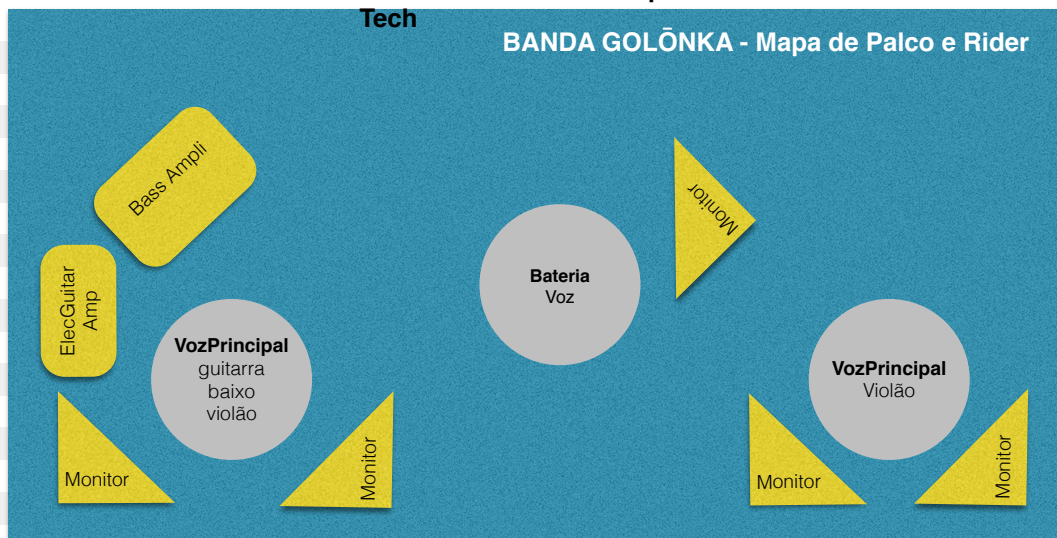 Tech
BANDA GOLŌNKA - Mapa de Palco e Rider
Bass Ampli
Monitor
ElecGuitar
Amp
Bateria
Voz
VozPrincipal
guitarra
baixo
violão
VozPrincipal
Violão
Monitor
Monitor
Monitor
Monitor